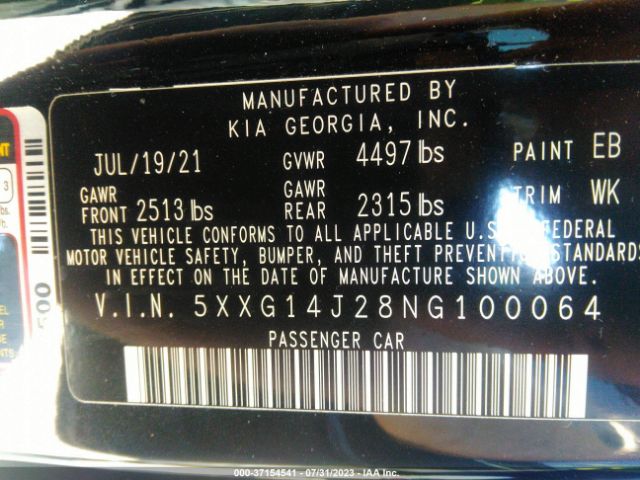 MANUFACTURED BY
KIA GEORGIA, INC.
JUL/19/21 GVWR 4497 lbs PAINT EB
GAWR FRONT 2513 lbs GAWR REAR 2315 lbs TRIM WK
THIS VEHICLE CONFORMS TO ALL APPLICABLE U.S. FEDERAL
MOTOR VEHICLE SAFETY, BUMPER, AND THEFT PREVENTION STANDARDS
IN EFFECT ON THE DATE OF MANUFACTURE SHOWN ABOVE.
V.I.N. 5XXG14J28NG100064
PASSENGER CAR
3
500
000-37154541 - 07/31/2023 - IAA Inc.